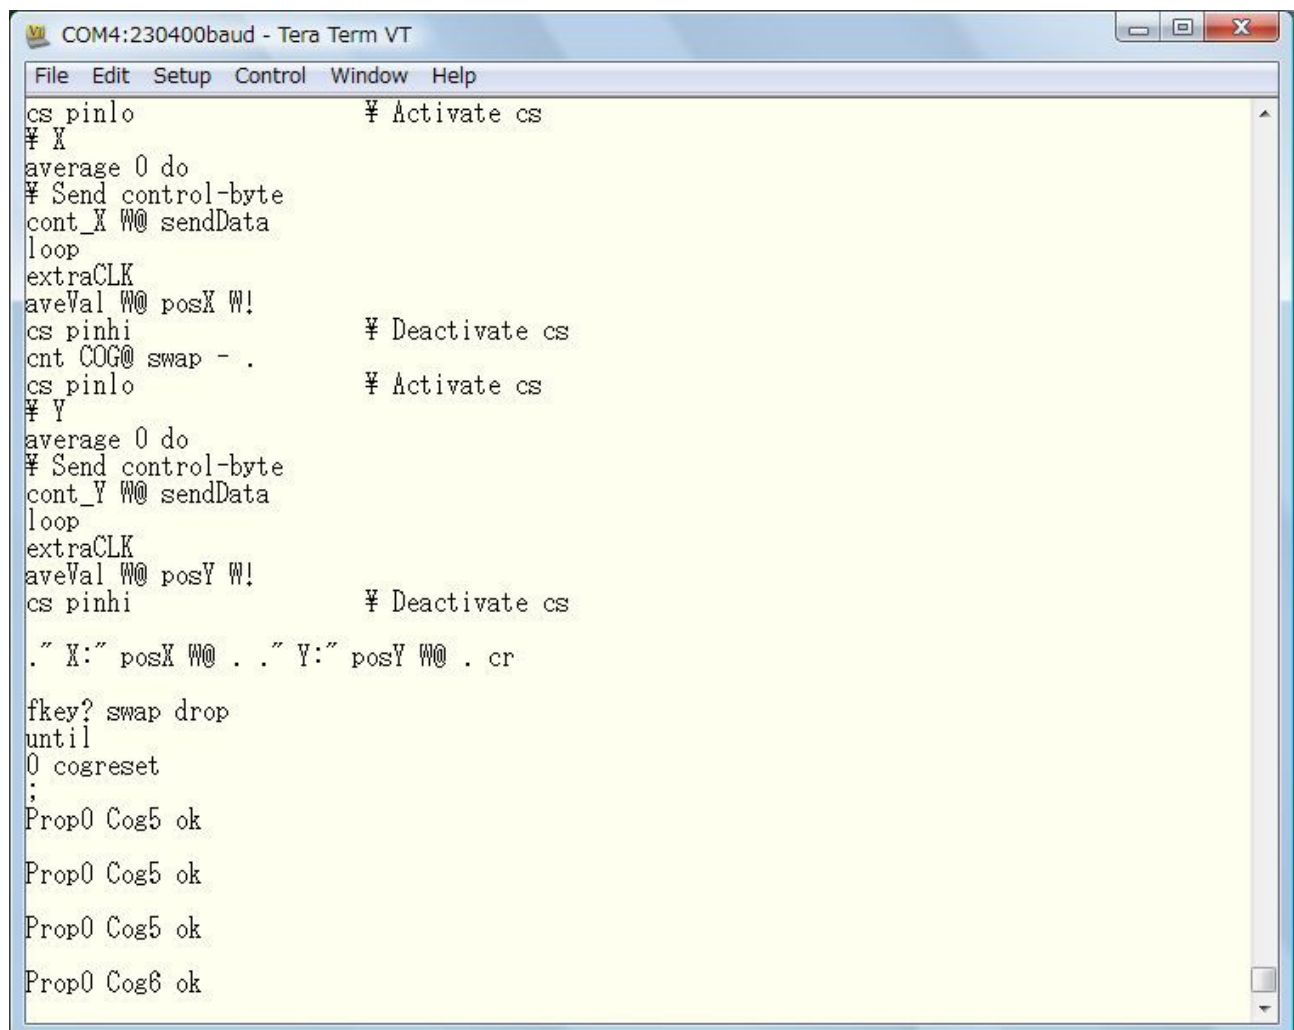 COM4:230400baud - Tera Term VT
File Edit Setup Control Window Help
cs pinlo ¥ Activate cs
¥ X
average 0 do
¥ Send control-byte
cont_X W@ sendData
loop
extraCLK
aveVal W@ posX W!
cs pinhi ¥ Deactivate cs
cnt COG@ swap - .
cs pinlo ¥ Activate cs
¥ Y
average 0 do
¥ Send control-byte
cont_Y W@ sendData
loop
extraCLK
aveVal W@ posY W!
cs pinhi ¥ Deactivate cs
." X:" posX W@ . ." Y:" posY W@ . cr
fkey? swap drop
until
0 cogreset
;
Prop0 Cog5 ok
Prop0 Cog5 ok
Prop0 Cog5 ok
Prop0 Cog6 ok